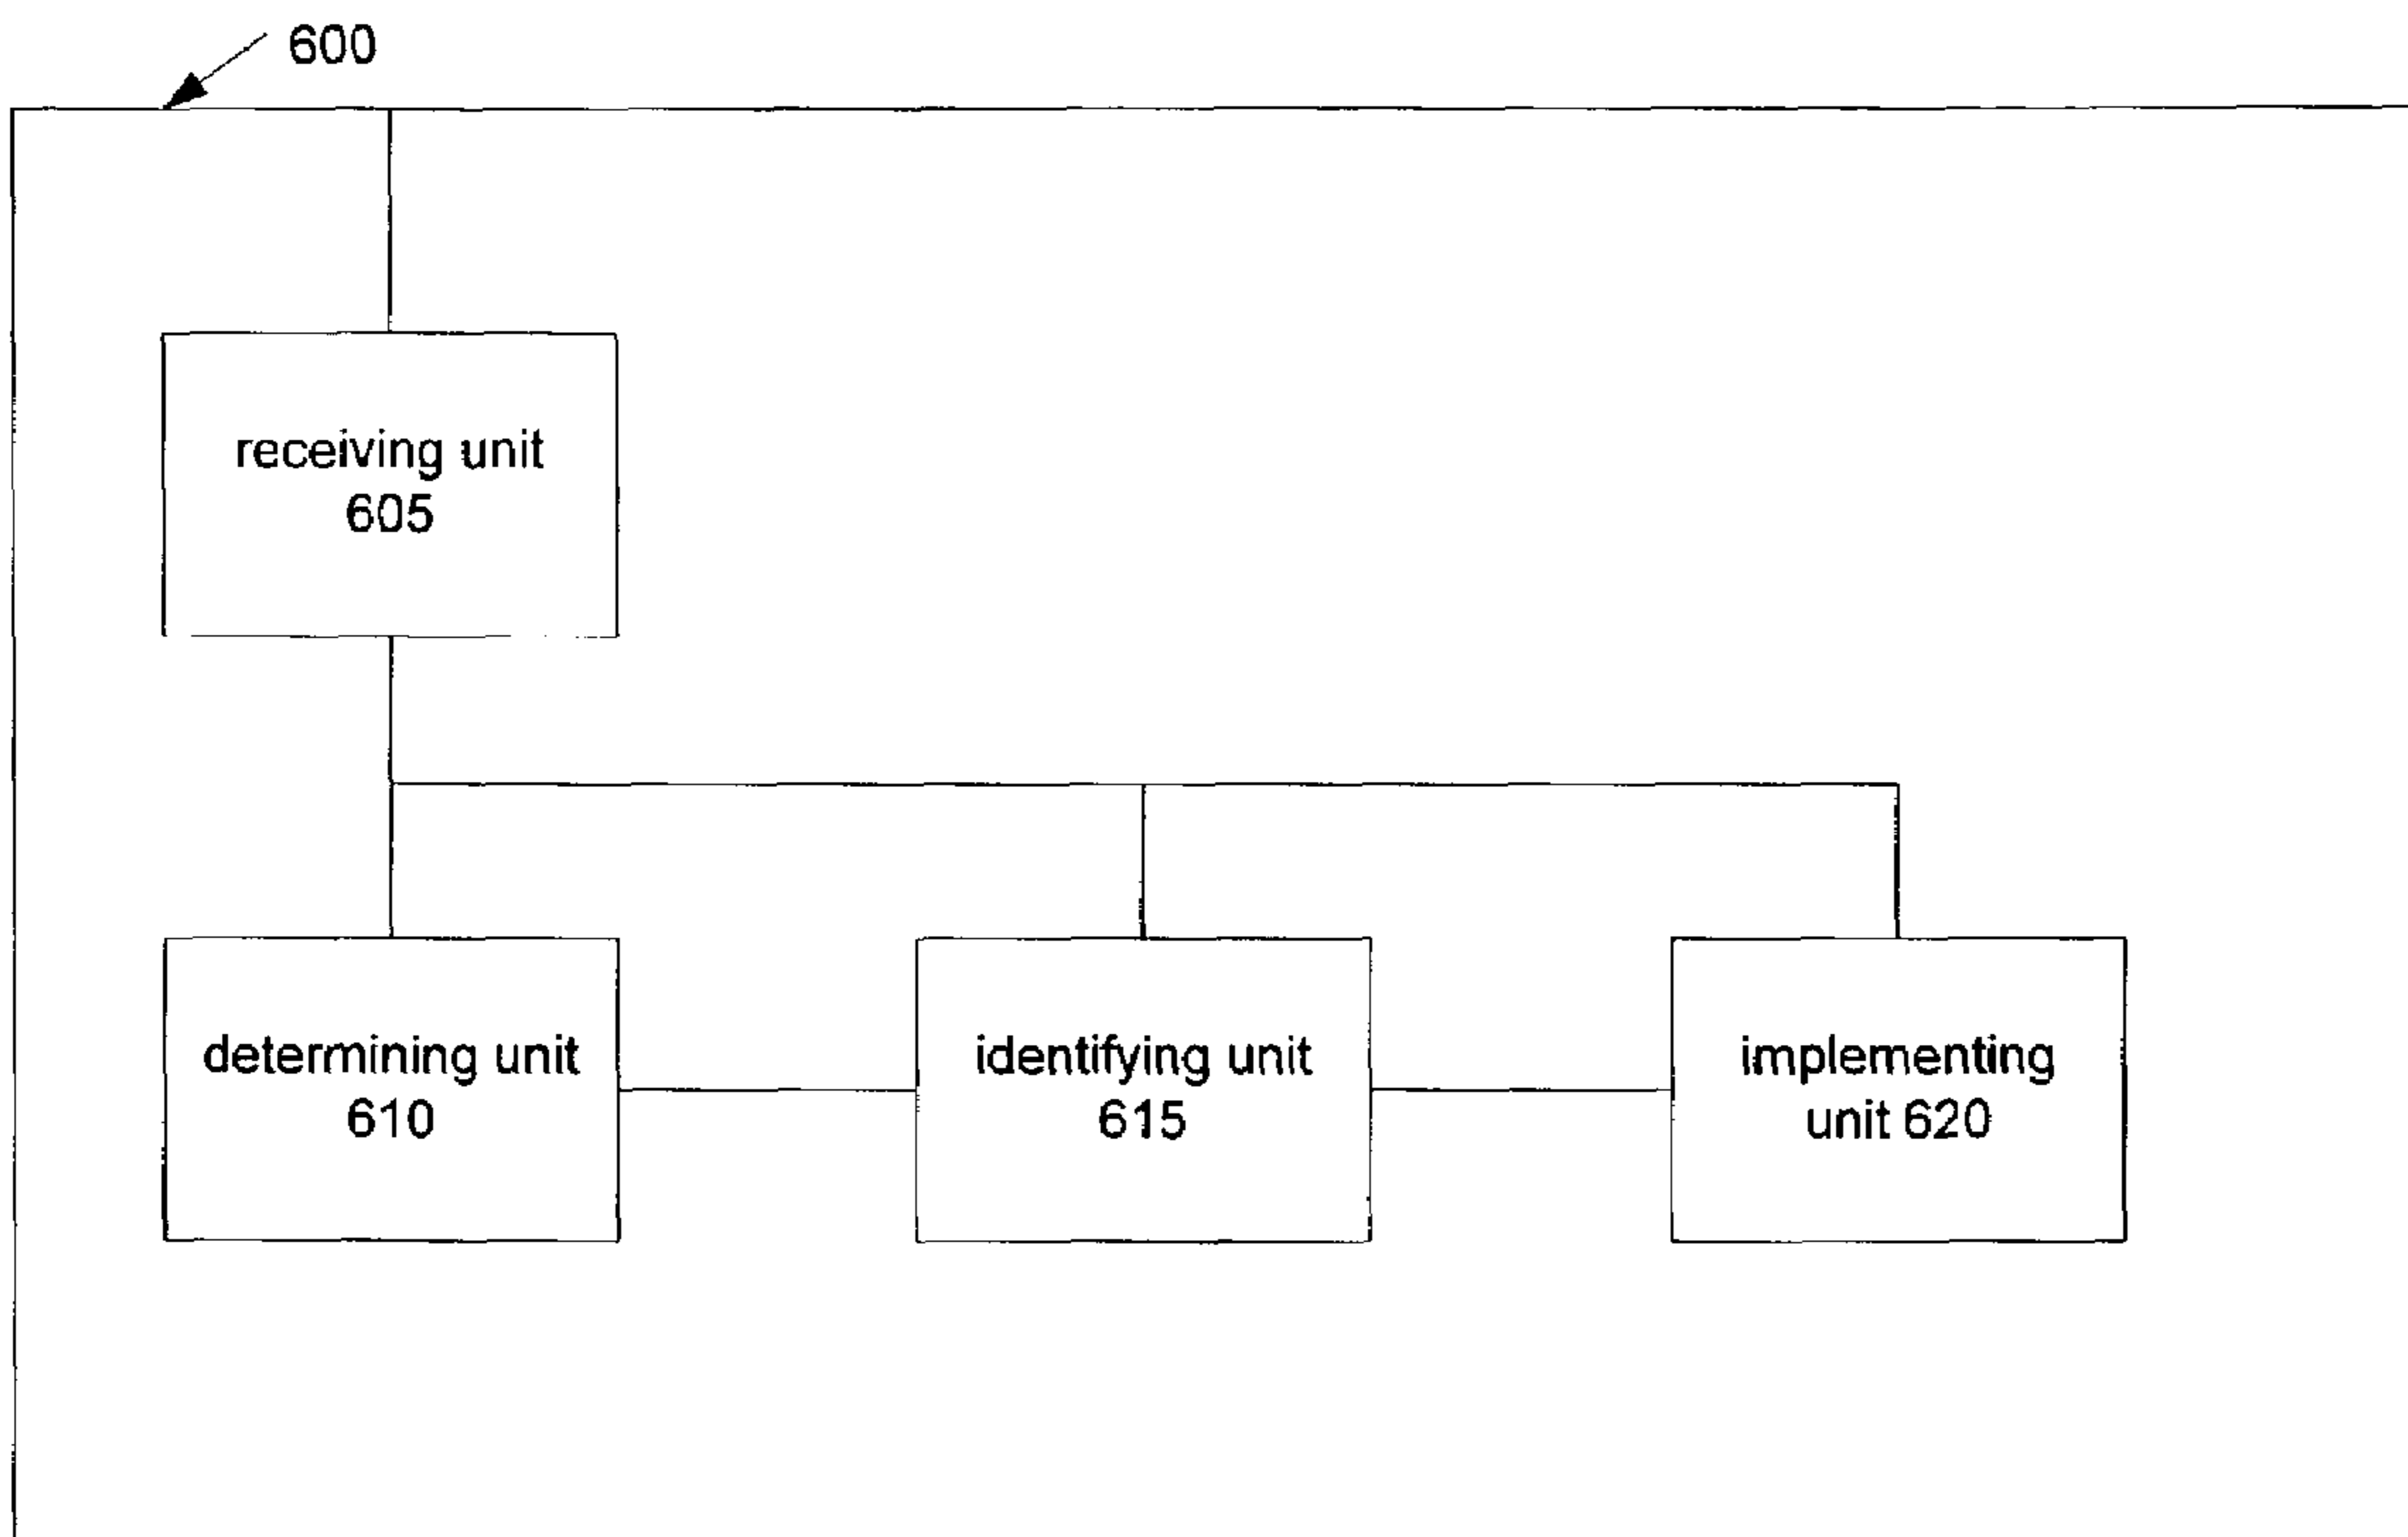 600
receiving unit
605
determining unit
610
identifying unit
615
implementing
unit 620